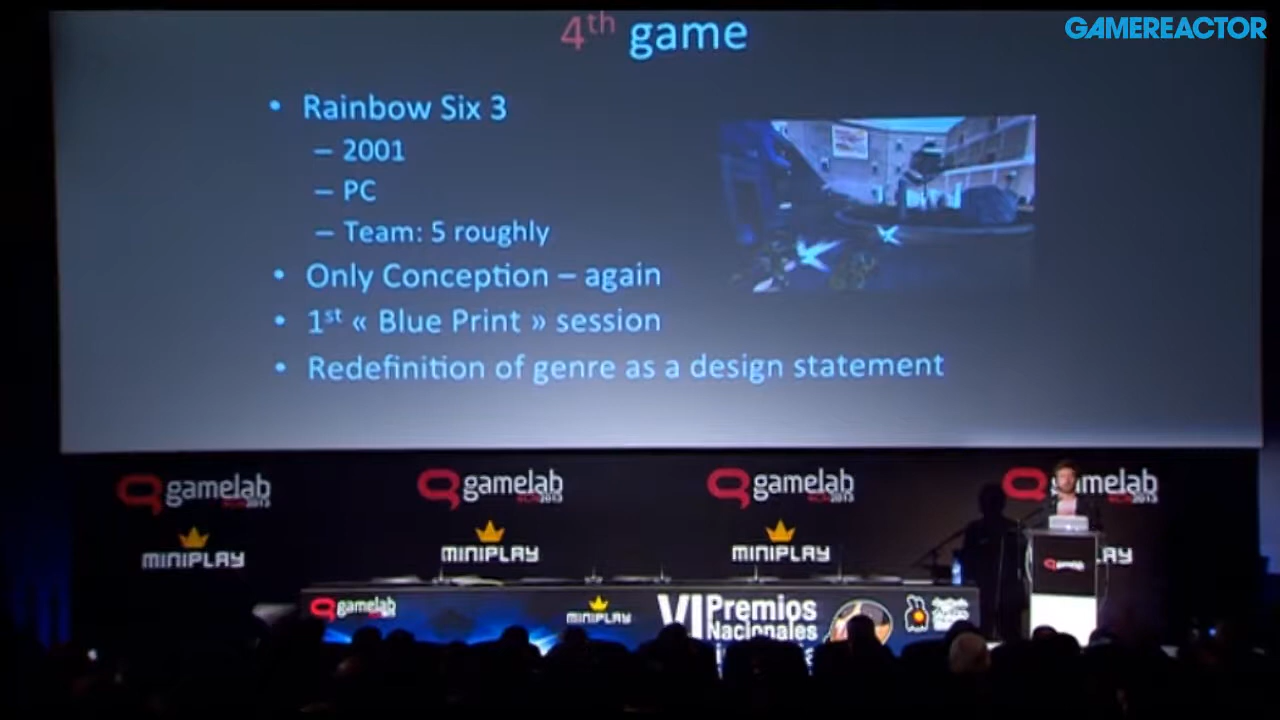 GAMEREACTOR
4th game
• Rainbow Six 3
– 2001
– PC
– Team: 5 roughly
• Only Conception – again
• 1st « Blue Print » session
• Redefinition of genre as a design statement
gamelab
gamelab
gamelab
gamelab
MINIPLAY
MINIPLAY
MINIPLAY
gamelab
gamelab
MINIPLAY
VI Premios
Nacionales